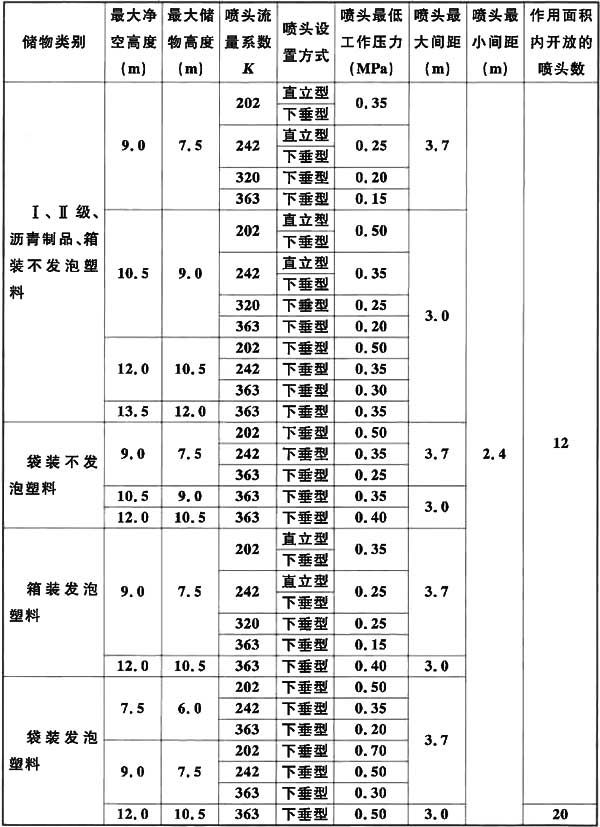 储物类别 最大净空高度(m) 最大储物高度(m) 喷头流量系数K 喷头设置方式 喷头最低工作压力(MPa) 喷头最大间距(m) 喷头最小间距(m) 作用面积内开放的喷头数
Ⅰ、Ⅱ级、沥青制品、箱装不发泡塑料 9.0 7.5 202 直立型 0.35 3.7 2.4 12
下垂型
242 直立型 0.25
下垂型
320 下垂型 0.20
363 下垂型 0.15
10.5 9.0 202 直立型 0.50 3.0
下垂型
242 直立型 0.35
下垂型
320 下垂型 0.25
363 下垂型 0.20
12.0 10.5 202 下垂型 0.50
242 下垂型 0.35
363 下垂型 0.30
13.5 12.0 363 下垂型 0.35
袋装不发泡塑料 9.0 7.5 202 下垂型 0.50 3.7
242 下垂型 0.35
363 下垂型 0.25
10.5 9.0 363 下垂型 0.35 3.0
12.0 10.5 363 下垂型 0.40
箱装发泡塑料 9.0 7.5 202 直立型 0.35 3.7
下垂型
242 直立型 0.25
下垂型
320 下垂型 0.25
363 下垂型 0.15
12.0 10.5 363 下垂型 0.40 3.0
袋装发泡塑料 7.5 6.0 202 下垂型 0.50 3.7
242 下垂型 0.35
363 下垂型 0.20
9.0 7.5 202 下垂型 0.70
242 下垂型 0.50
363 下垂型 0.30
12.0 10.5 363 下垂型 0.50 3.0 20